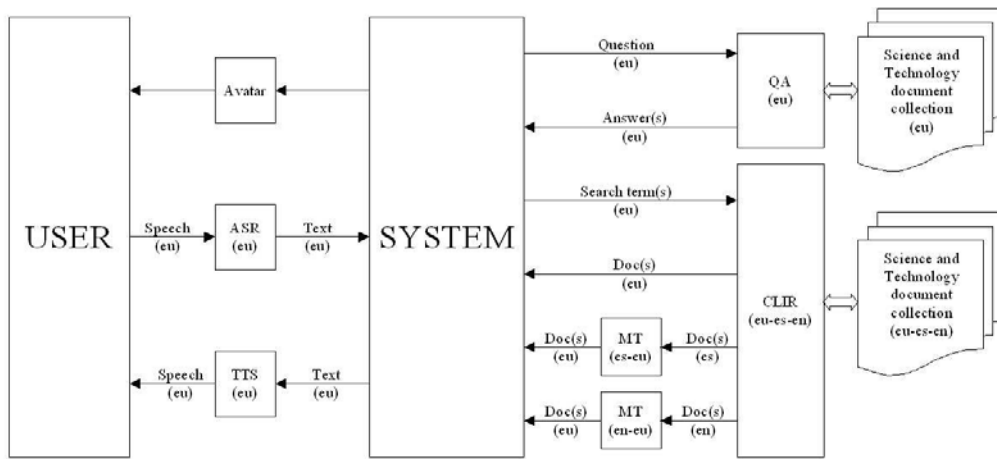 Question
(eu)
Science and
Technology
document
collection
(eu)
Avatar
QA
(eu)
Answer(s)
(eu)
Search term(s)
(eu)
USER
Speech
(eu)
ASR
(eu)
Text
(eu)
SYSTEM
Doc(s)
(eu)
CLIR
(eu-es-en)
Science and
Technology
document
collection
(eu-es-en)
Doc(s)
(eu)
MT
(es-eu)
Doc(s)
(es)
Speech
(eu)
TTS
(eu)
Text
(eu)
Doc(s)
(eu)
MT
(en-eu)
Doc(s)
(en)